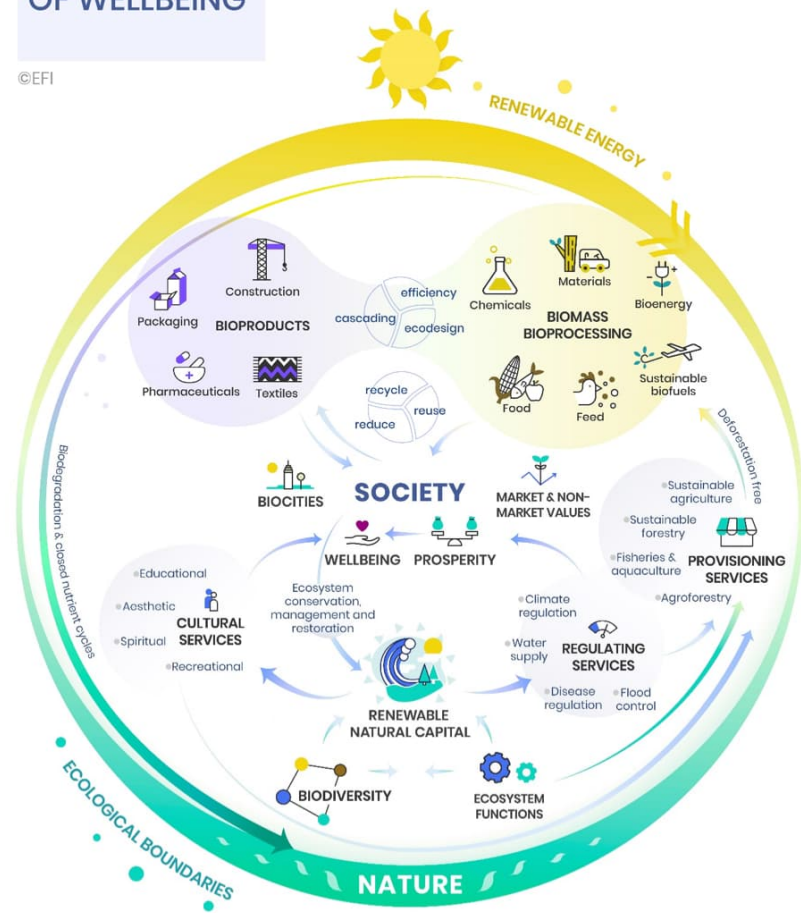 OF WELLBEING
©EFI
RENEWABLE ENERGY
Construction
Packaging
BIOPRODUCTS
Pharmaceuticals
Textiles
efficiency
cascading
ecodesign
Chemicals
Materials
Bioenergy
BIOMASS
BIOPROCESSING
Sustainable
biofuels
Food
Feed
recycle
reuse
reduce
Deforestation free
Biodegradation & closed nutrient cycles
BIOCITIES
SOCIETY
MARKET & NON-
MARKET VALUES
WELLBEING
PROSPERITY
Sustainable
agriculture
Sustainable
forestry
Fisheries &
aquaculture
PROVISIONING
SERVICES
Agroforestry
Educational
Aesthetic
CULTURAL
SERVICES
Spiritual
Recreational
Ecosystem
conservation,
management and
restoration
Climate
regulation
Water
supply
REGULATING
SERVICES
Disease
regulation
Flood
control
RENEWABLE
NATURAL CAPITAL
BIODIVERSITY
ECOSYSTEM
FUNCTIONS
ECOLOGICAL BOUNDARIES
NATURE